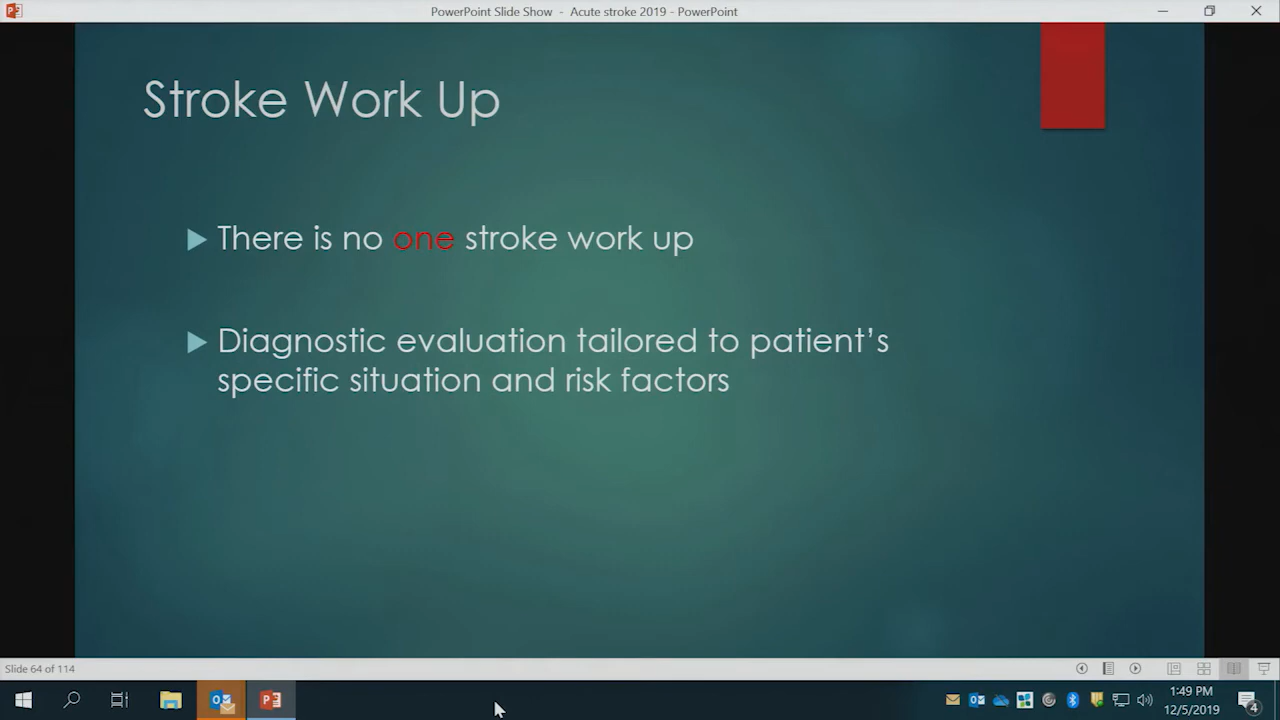 PowerPoint Slide Show - Acute stroke 2019 - PowerPoint
Stroke Work Up
There is no one stroke work up
Diagnostic evaluation tailored to patient’s
specific situation and risk factors
Slide 64 of 114
1:49 PM
12/5/2019
4